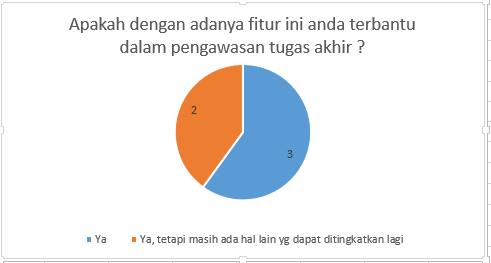 Apakah dengan adanya fitur ini anda terbantu
dalam pengawasan tugas akhir ?
2
3
Ya
Ya, tetapi masih ada hal lain yg dapat ditingkatkan lagi